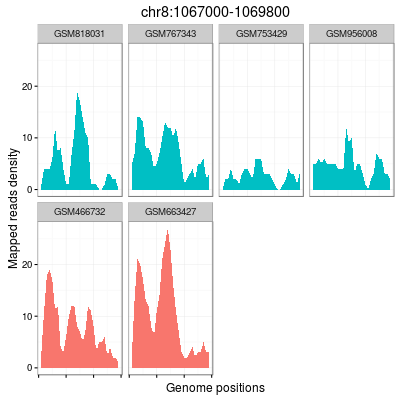 chr8:1067000-1069800
GSM818031 GSM767343 GSM753429 GSM956008
20
10
0
GSM466732 GSM663427
20
10
0
Mapped reads density
Genome positions